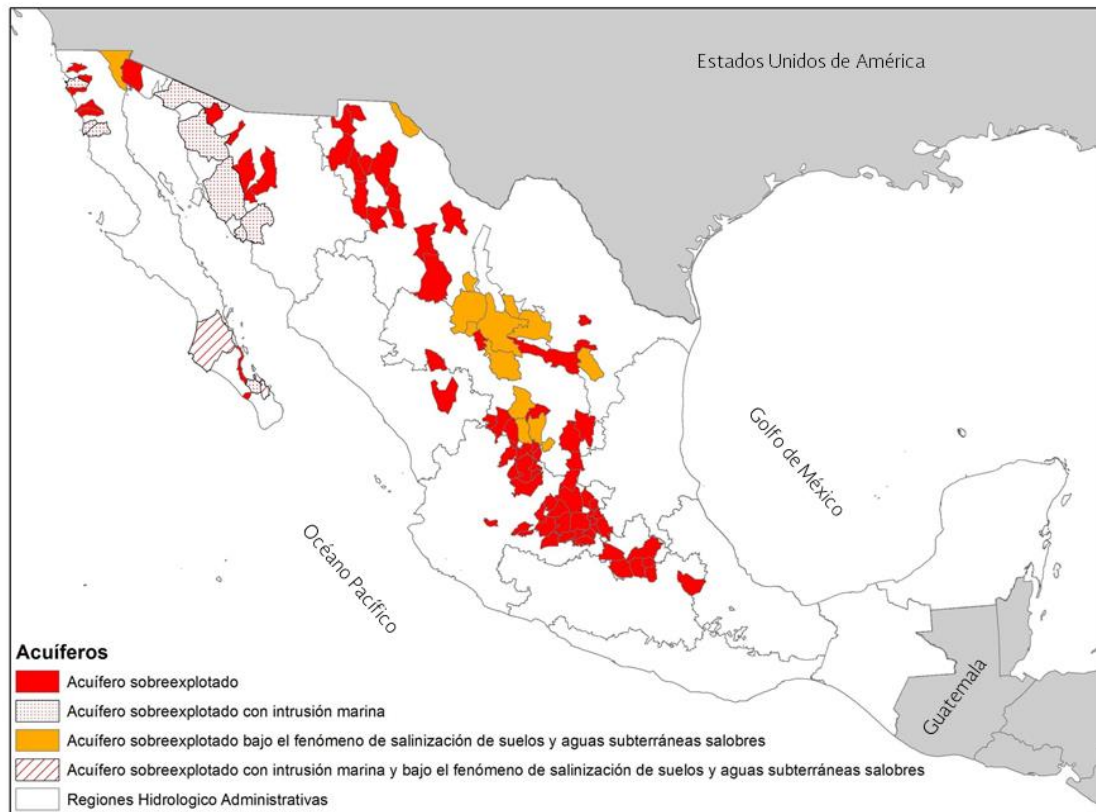 Estados Unidos de América
Golfo de México
Océano Pacífico
Guatemala
Acuíferos
Acuífero sobreexplotado
Acuífero sobreexplotado con intrusión marina
Acuífero sobreexplotado bajo el fenómeno de salinización de suelos y aguas subterráneas salobres
Acuífero sobreexplotado con intrusión marina y bajo el fenómeno de salinización de suelos y aguas subterráneas salobres
Regiones Hidrologico Administrativas